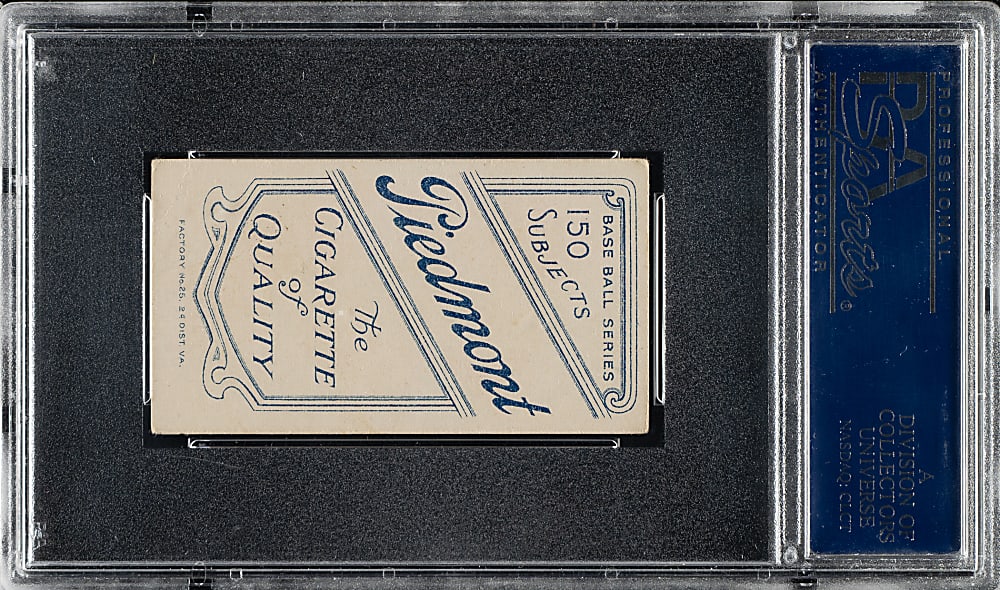 PROFESSIONAL
PSA
Sports®
AUTHENTICATOR
A
DIVISION OF
COLLECTORS
UNIVERSE
NASDAQ: CLCT
BASE BALL SERIES
150
SUBJECTS
Piedmont
The
CIGARETTE
of
QUALITY
FACTORY No. 25, 2d DIST. VA.